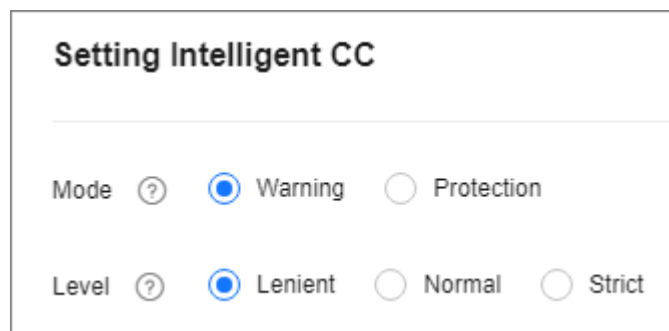 Setting Intelligent CC
Mode ? Warning Protection
Level ? Lenient Normal Strict